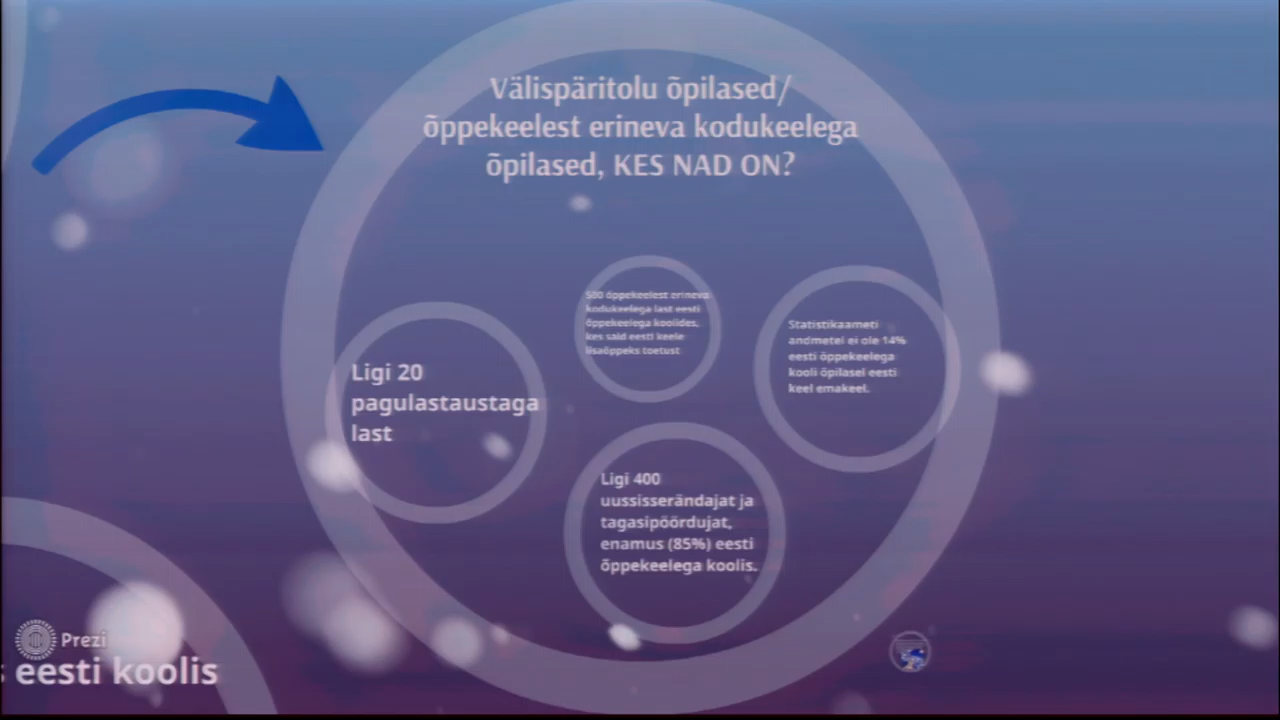 Välispäritolu õpilased/
õppekeelest erineva kodukeelega
õpilased, KES NAD ON?
500 õppekeelest erineva
kodukeelega last eesti
õppekeelega koolides,
kes said eesti keele
lisaõppeks toetust
Statistikaameti
andmetel ei ole 14%
eesti õppekeelega
kooli õpilasel eesti
keel emakeel.
Ligi 20
pagulastaustaga
last
Ligi 400
uussisserändajat ja
tagasipöördujat,
enamus (85%) eesti
õppekeelega koolis.
Prezi
s eesti koolis